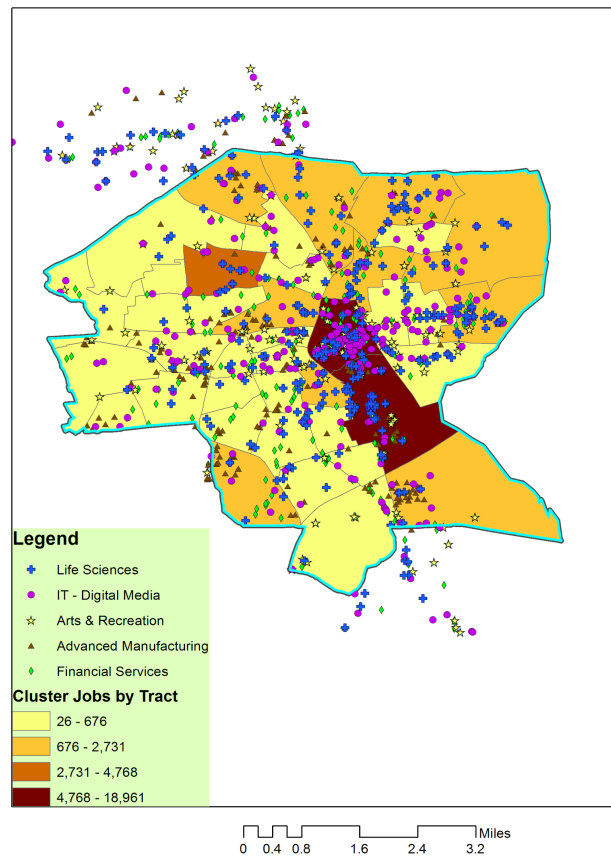 Legend
Life Sciences
IT - Digital Media
Arts & Recreation
Advanced Manufacturing
Financial Services
Cluster Jobs by Tract
26 - 676
676 - 2,731
2,731 - 4,768
4,768 - 18,961
Miles
0 0.4 0.8 1.6 2.4 3.2